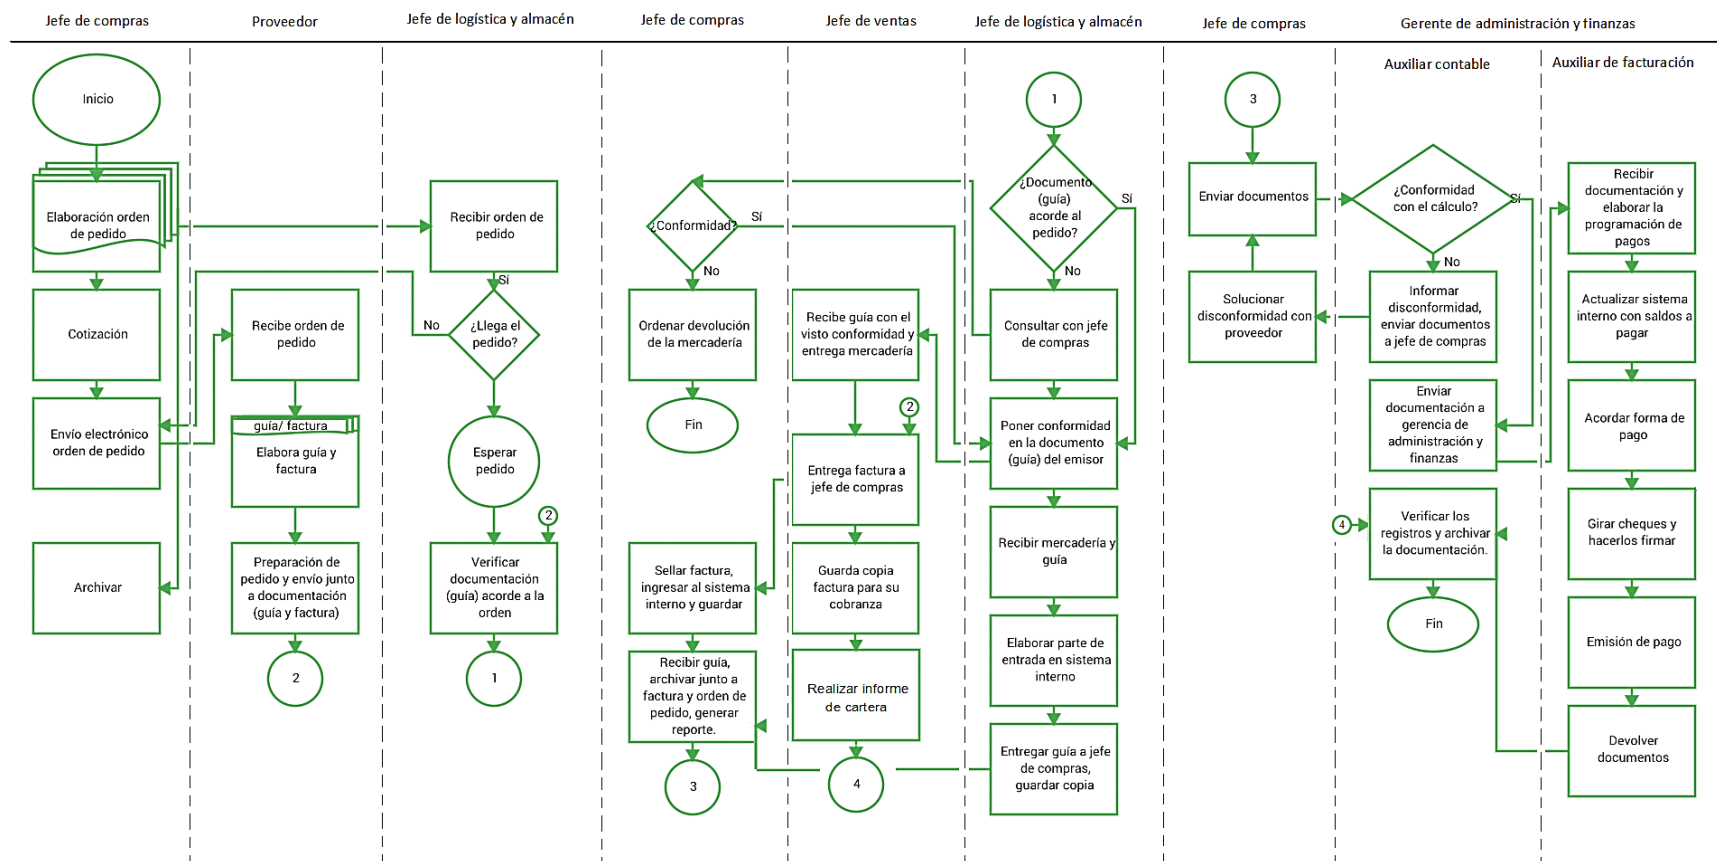 Jefe de compras
Proveedor
Jefe de logística y almacén
Jefe de compras
Jefe de ventas
Jefe de logística y almacén
Jefe de compras
Gerente de administración y finanzas
Auxiliar contable
Auxiliar de facturación
Inicio
Elaboración orden
de pedido
Cotización
Envío electrónico
orden de pedido
Archivar
Recibe orden de
pedido
guía/ factura
Elabora guía y
factura
Preparación de
pedido y envío junto
a documentación
(guía y factura)
2
Recibir orden de
pedido
Sí
¿Llega el
pedido?
No
Esperar
pedido
2
Verificar
documentación
(guía) acorde a la
orden
1
¿Conformidad?
Sí
No
Ordenar devolución
de la mercadería
Fin
Sellar factura,
ingresar al sistema
interno y guardar
Recibir guía,
archivar junto a
factura y orden de
pedido, generar
reporte.
3
Recibe guía con el
visto conformidad y
entrega mercadería
2
Entrega factura a
jefe de compras
Guarda copia
factura para su
cobranza
Realizar informe
de cartera
4
1
¿Documento
(guía)
acorde al
pedido?
Sí
No
Consultar con jefe
de compras
Poner conformidad
en la documento
(guía) del emisor
Recibir mercadería y
guía
Elaborar parte de
entrada en sistema
interno
Entregar guía a jefe
de compras,
guardar copia
3
Enviar documentos
Solucionar
disconformidad con
proveedor
¿Conformidad
con el cálculo?
Sí
No
Informar
disconformidad,
enviar documentos
a jefe de compras
Enviar
documentación a
gerencia de
administración y
finanzas
4
Verificar los
registros y archivar
la documentación.
Fin
Recibir
documentación y
elaborar la
programación de
pagos
Actualizar sistema
interno con saldos a
pagar
Acordar forma de
pago
Girar cheques y
hacerlos firmar
Emisión de pago
Devolver
documentos